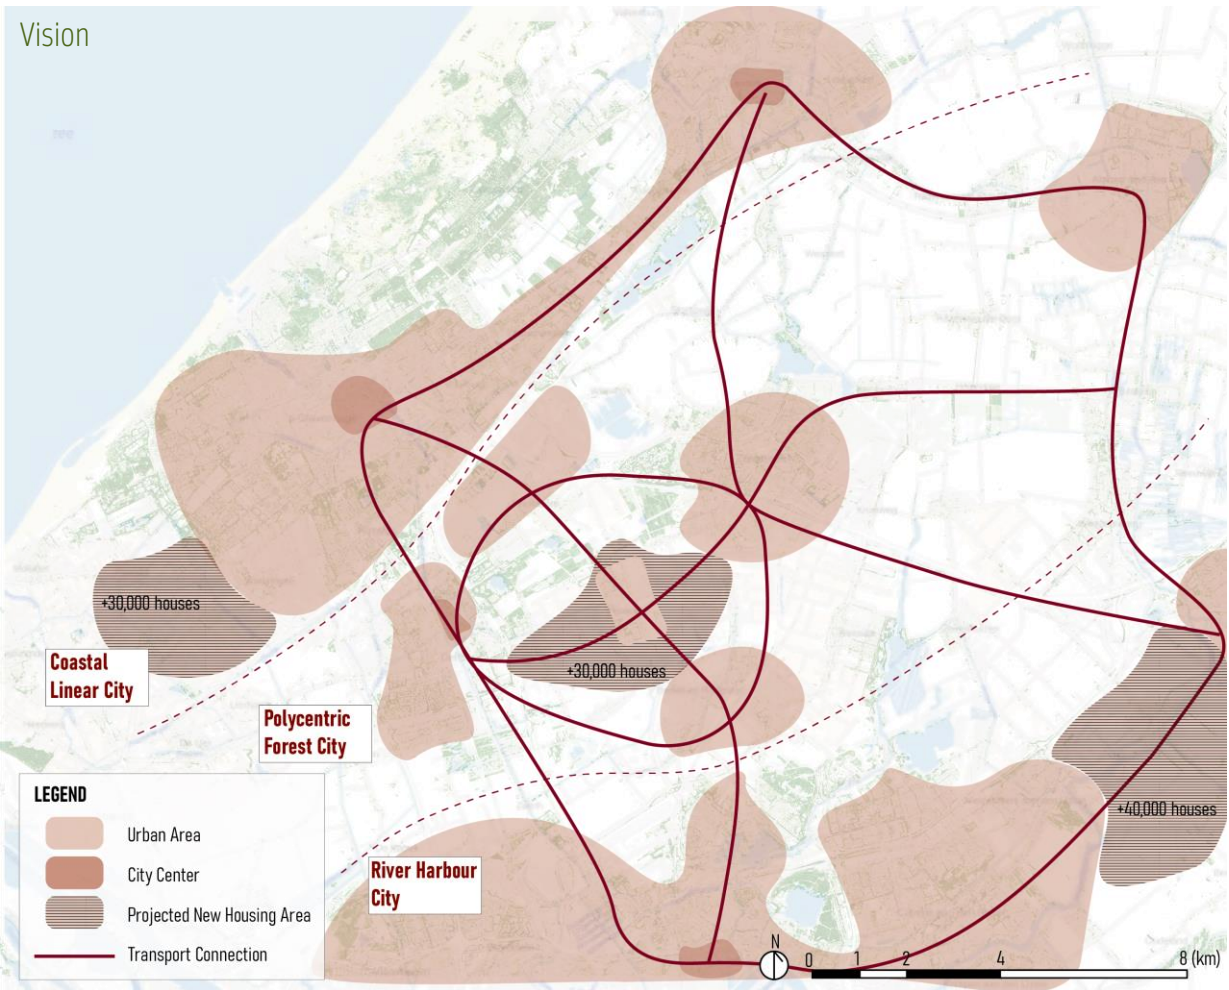 Vision
zee
+30,000 houses
+30,000 houses
Coastal
Linear City
Polycentric
Forest City
+40,000 houses
River Harbour
City
LEGEND
Urban Area
City Center
Projected New Housing Area
Transport Connection
N
0 1 2 4 8 (km)